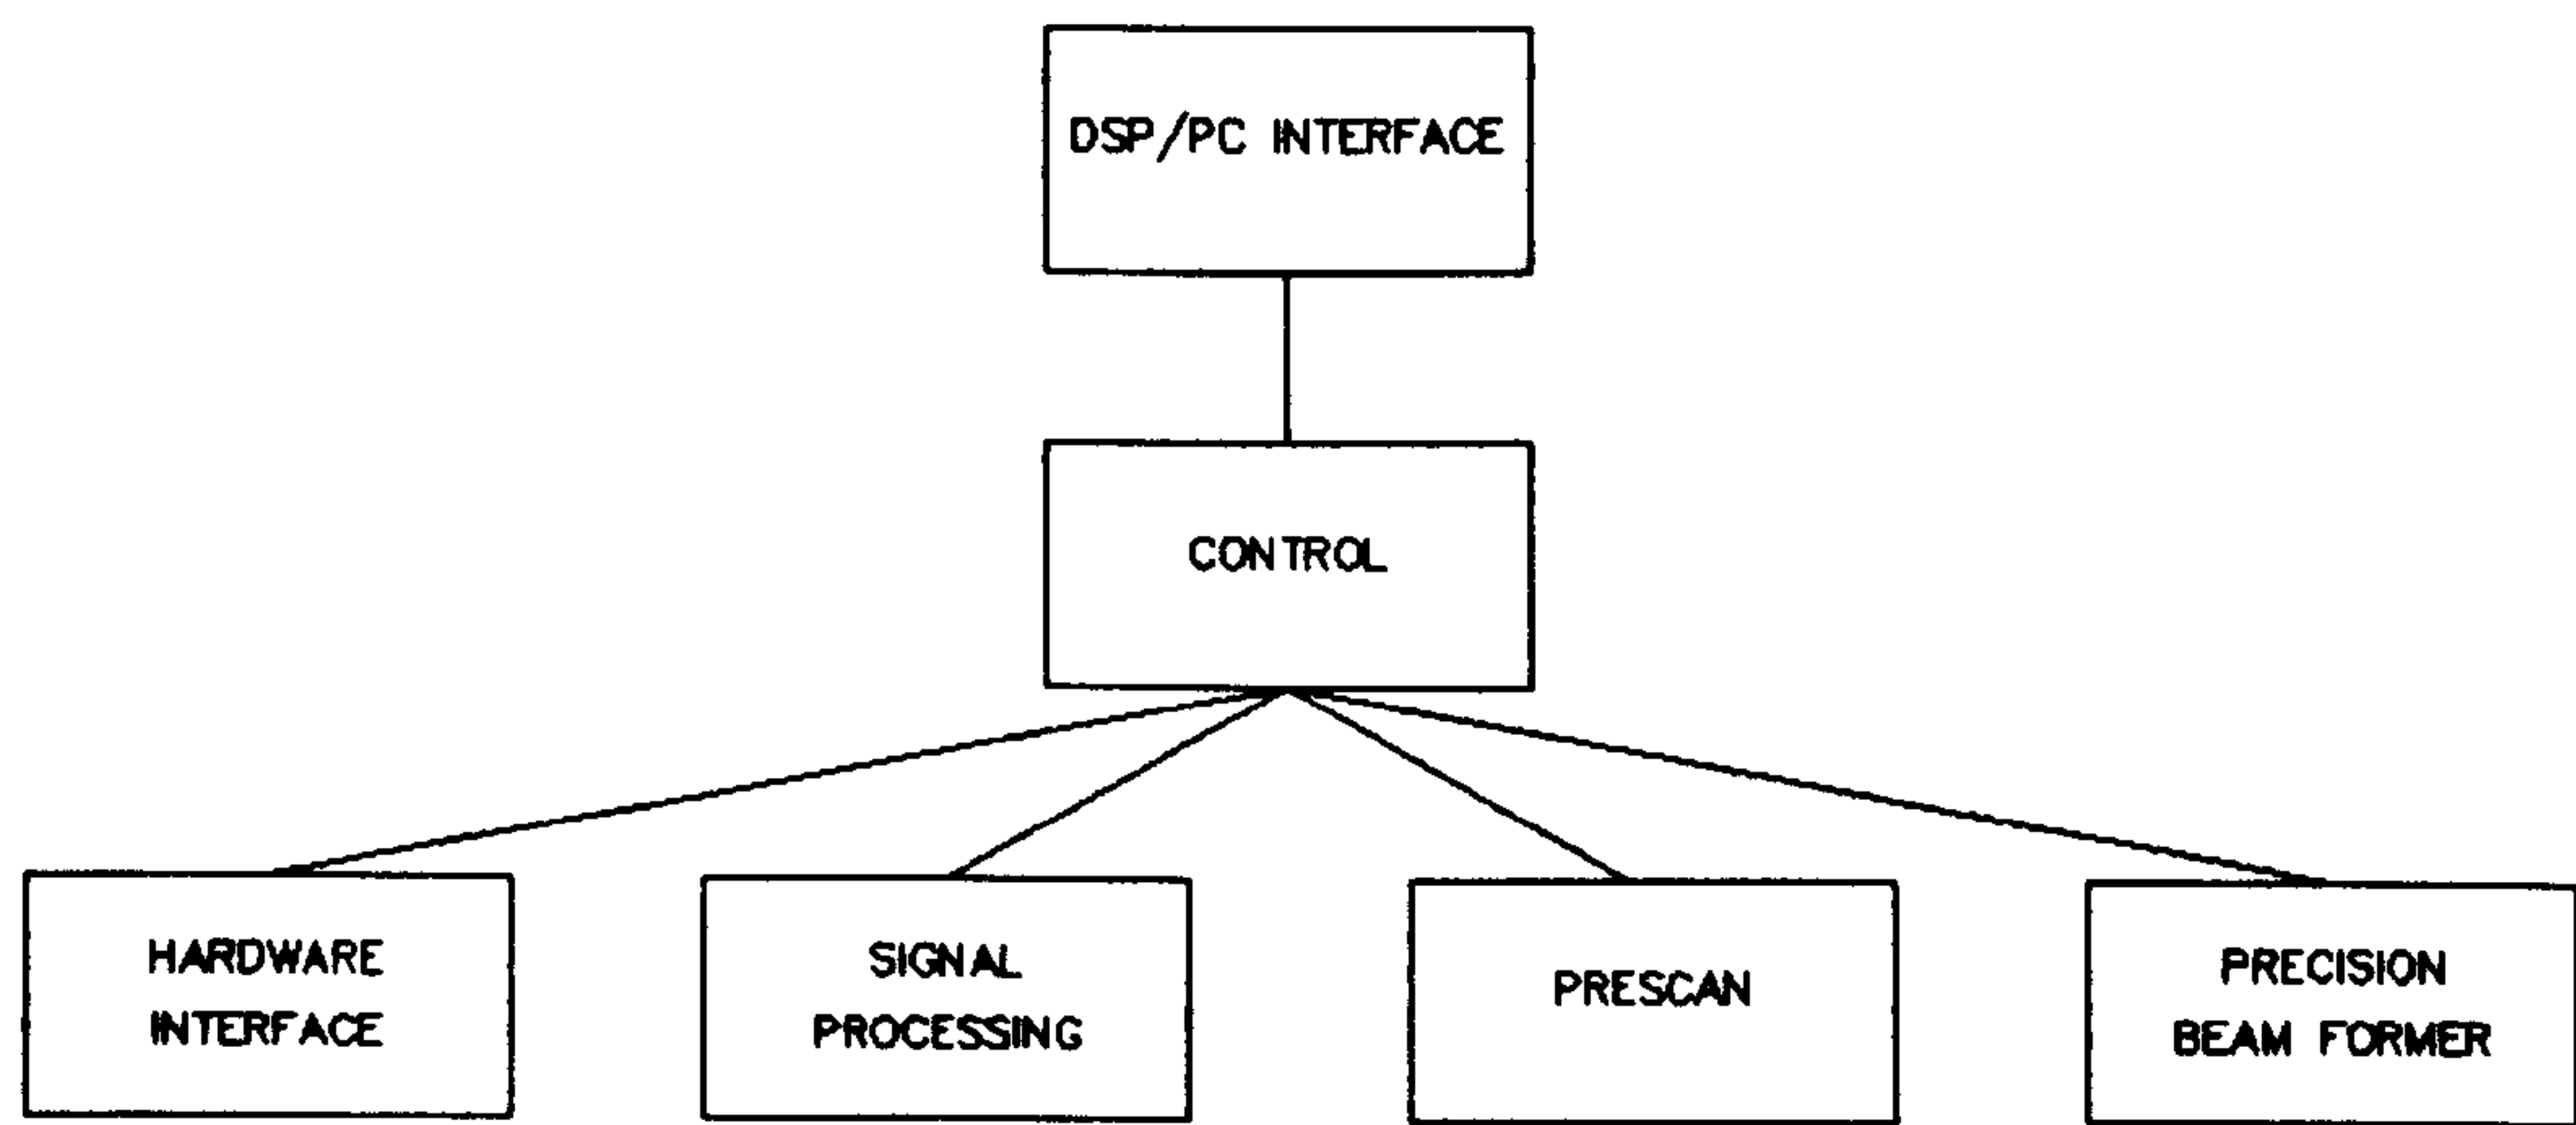 DSP/PC INTERFACE
CONTROL
HARDWARE
INTERFACE
SIGNAL
PROCESSING
PRESCAN
PRECISION
BEAM FORMER